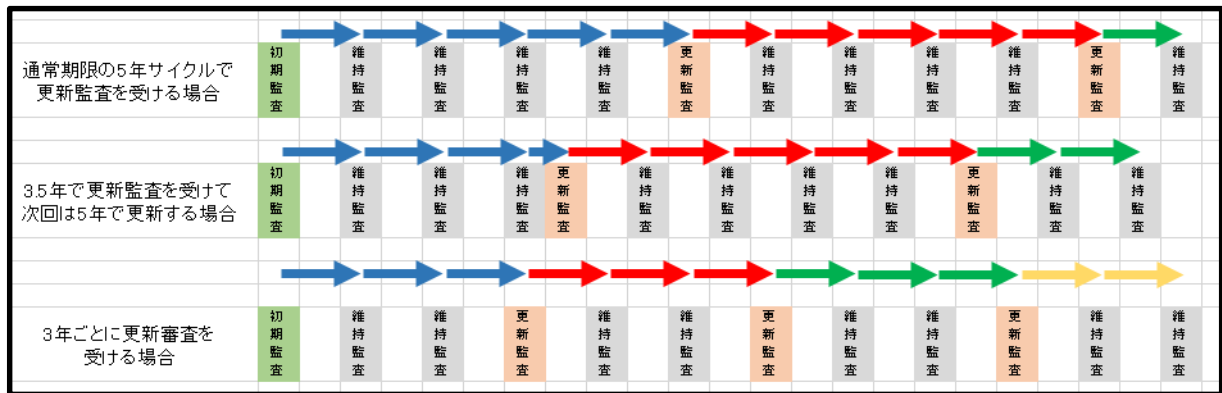 通常期限の5年サイクルで
更新監査を受ける場合
初期監査 維持監査 維持監査 維持監査 維持監査 更新監査 維持監査 維持監査 維持監査 維持監査 更新監査 維持監査
3.5年で更新監査を受けて
次回は5年で更新する場合
初期監査 維持監査 維持監査 維持監査 更新監査 維持監査 維持監査 維持監査 維持監査 更新監査 維持監査 維持監査
3年ごとに更新審査を
受ける場合
初期監査 維持監査 維持監査 更新監査 維持監査 維持監査 更新監査 維持監査 維持監査 更新監査 維持監査 維持監査